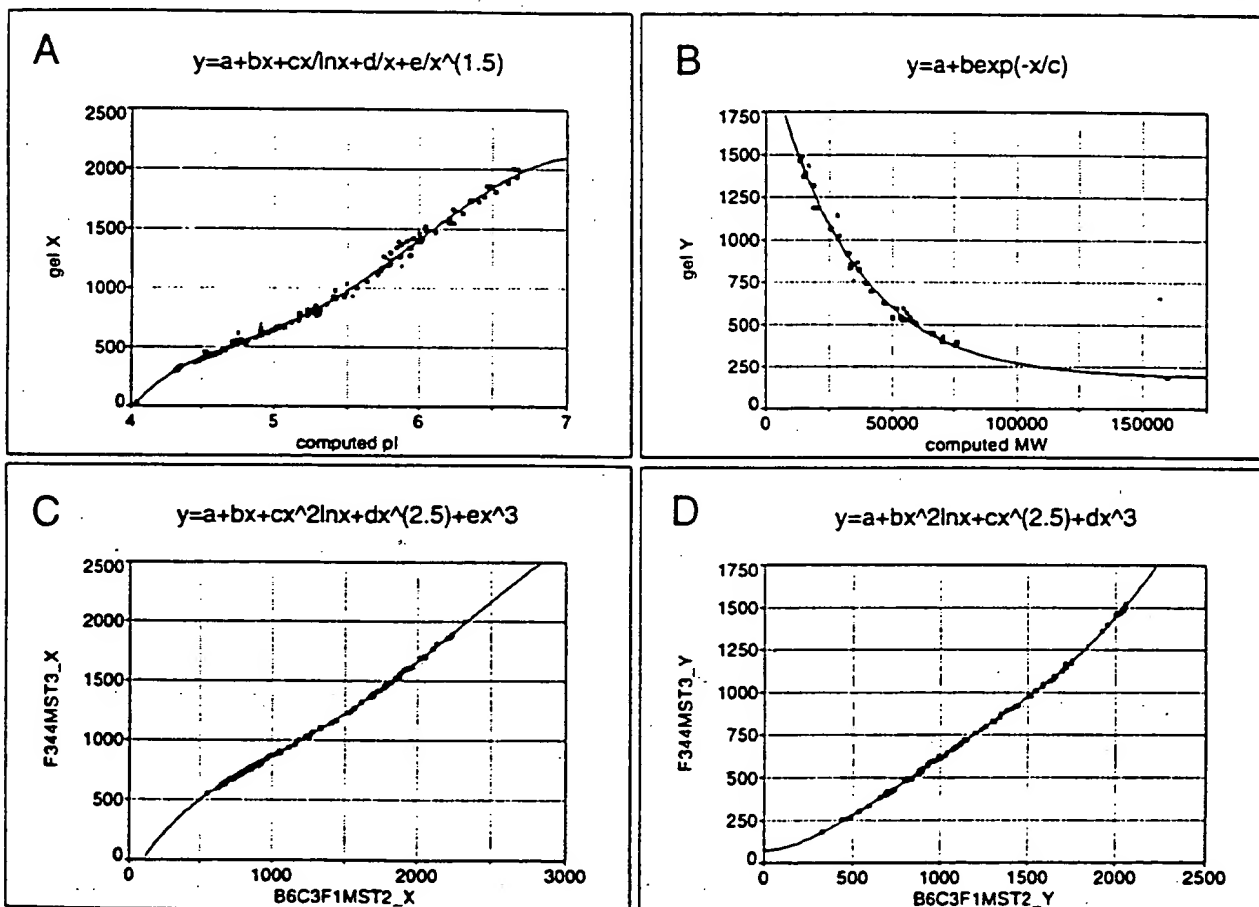 A
y=a+bx+cx/lnx+d/x+e/x^(1.5)
2500
2000
1500
1000
500
0
gel X
4
5
6
7
computed pI
B
y=a+bexp(-x/c)
1750
1500
1250
1000
750
500
250
0
gel Y
0
50000
100000
150000
computed MW
C
y=a+bx+cx^2lnx+dx^(2.5)+ex^3
2500
2000
1500
1000
500
0
F344MST3_X
0
1000
2000
3000
B6C3F1MST2_X
D
y=a+bx^2lnx+cx^(2.5)+dx^3
1750
1500
1250
1000
750
500
250
0
F344MST3_Y
0
500
1000
1500
2000
2500
B6C3F1MST2_Y